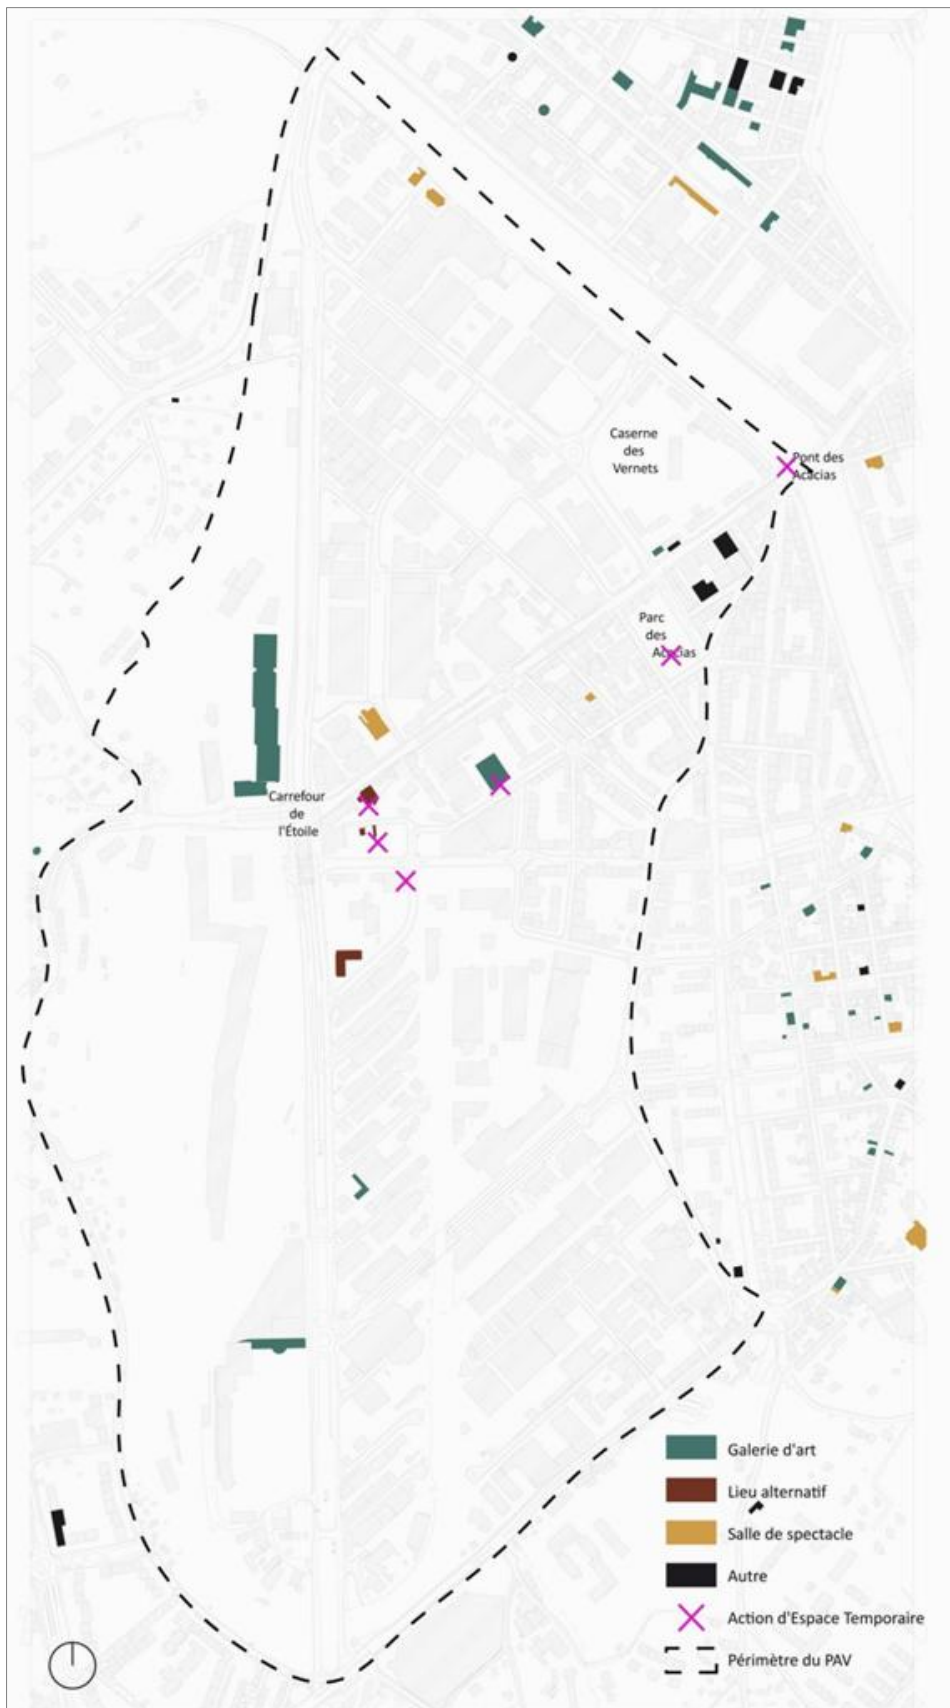 Caserne
des
Vernets
Pont des
Acacias
Parc
des
Acacias
Carrefour
de
l'Étoile
Galerie d'art
Lieu alternatif
Salle de spectacle
Autre
Action d'Espace Temporaire
Périmètre du PAV